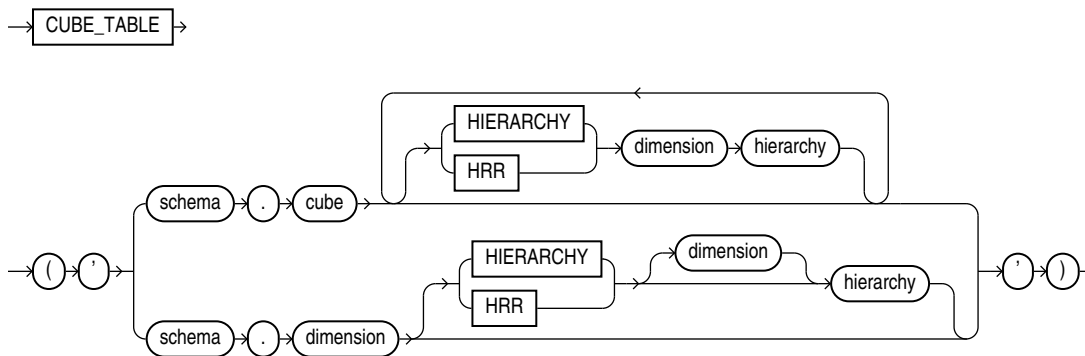 CUBE_TABLE
HIERARCHY
HRR
dimension hierarchy
schema . cube
( '
HIERARCHY
HRR
dimension
hierarchy
' )
schema . dimension